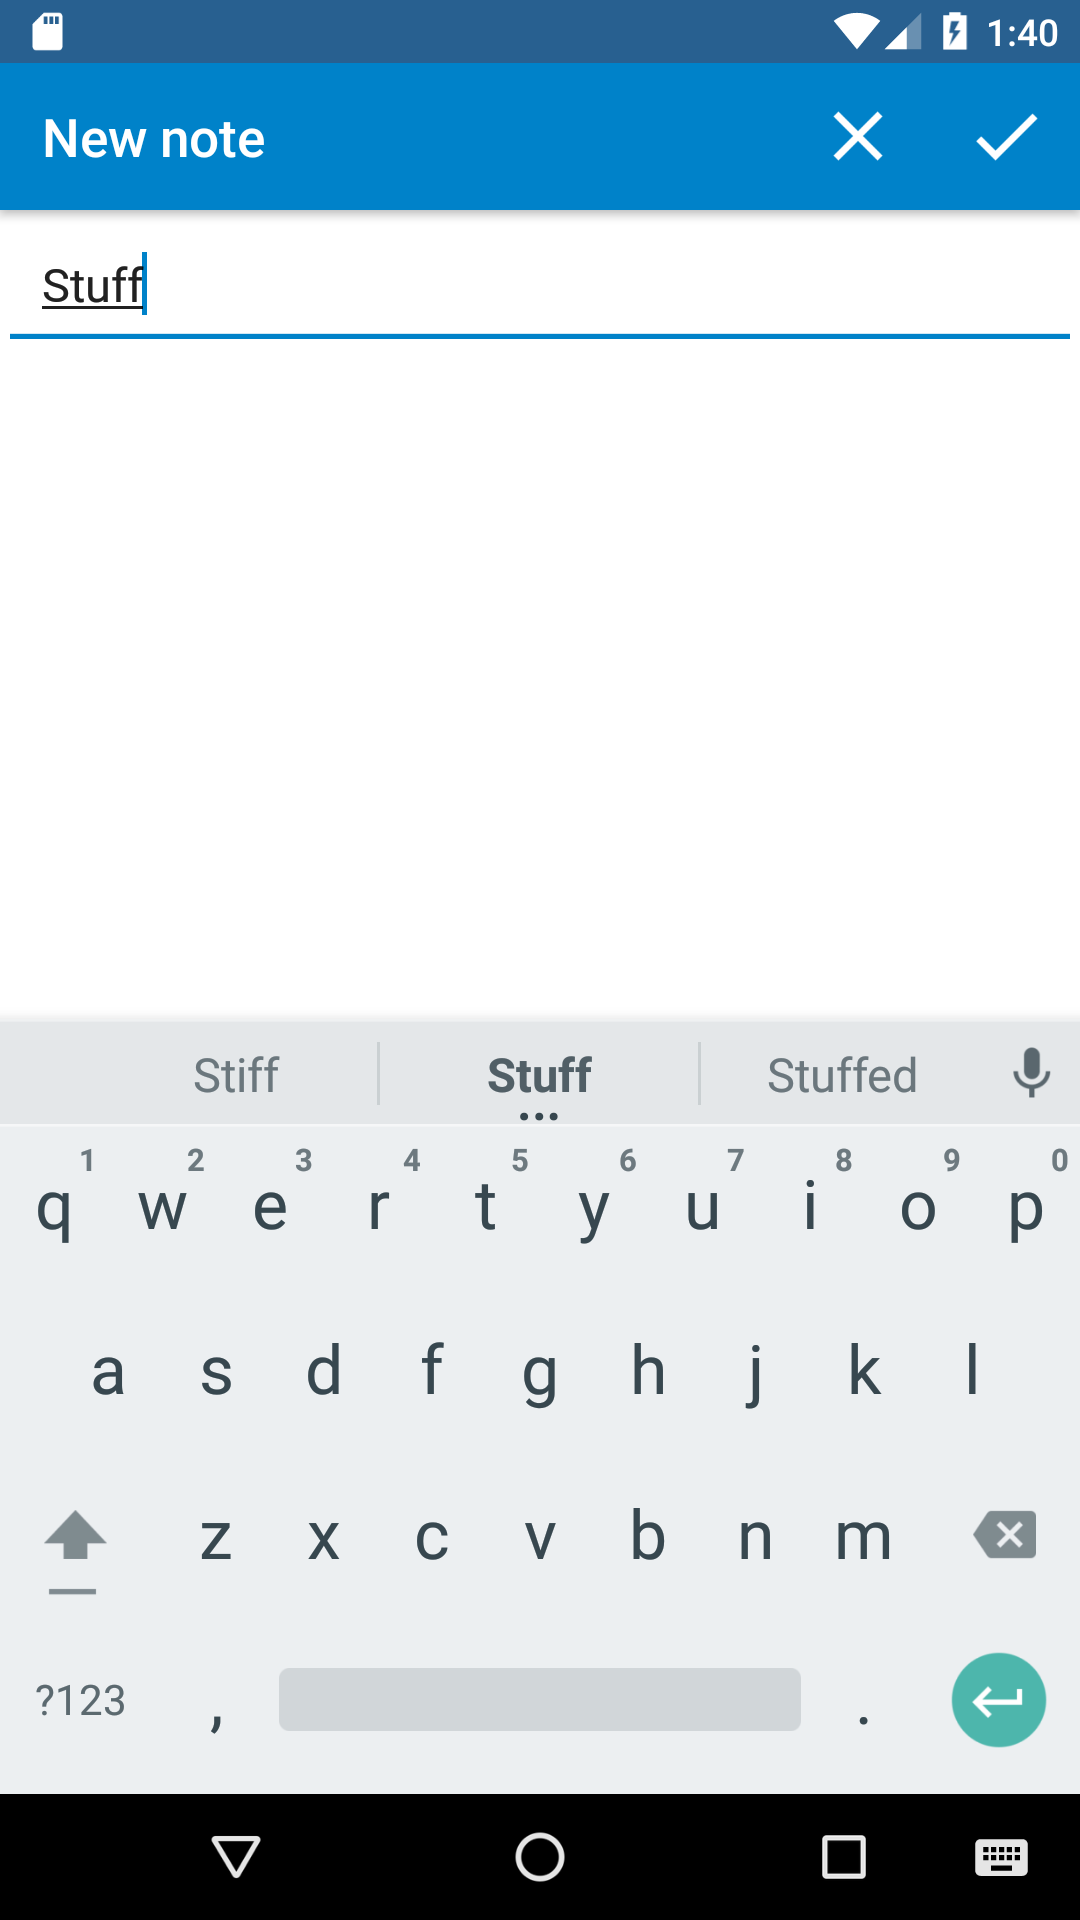 1:40
New note
Stuff
Stiff Stuff Stuffed
1 2 3 4 5 6 7 8 9 0
q w e r t y u i o p
a s d f g h j k l
z x c v b n m
?123 , .